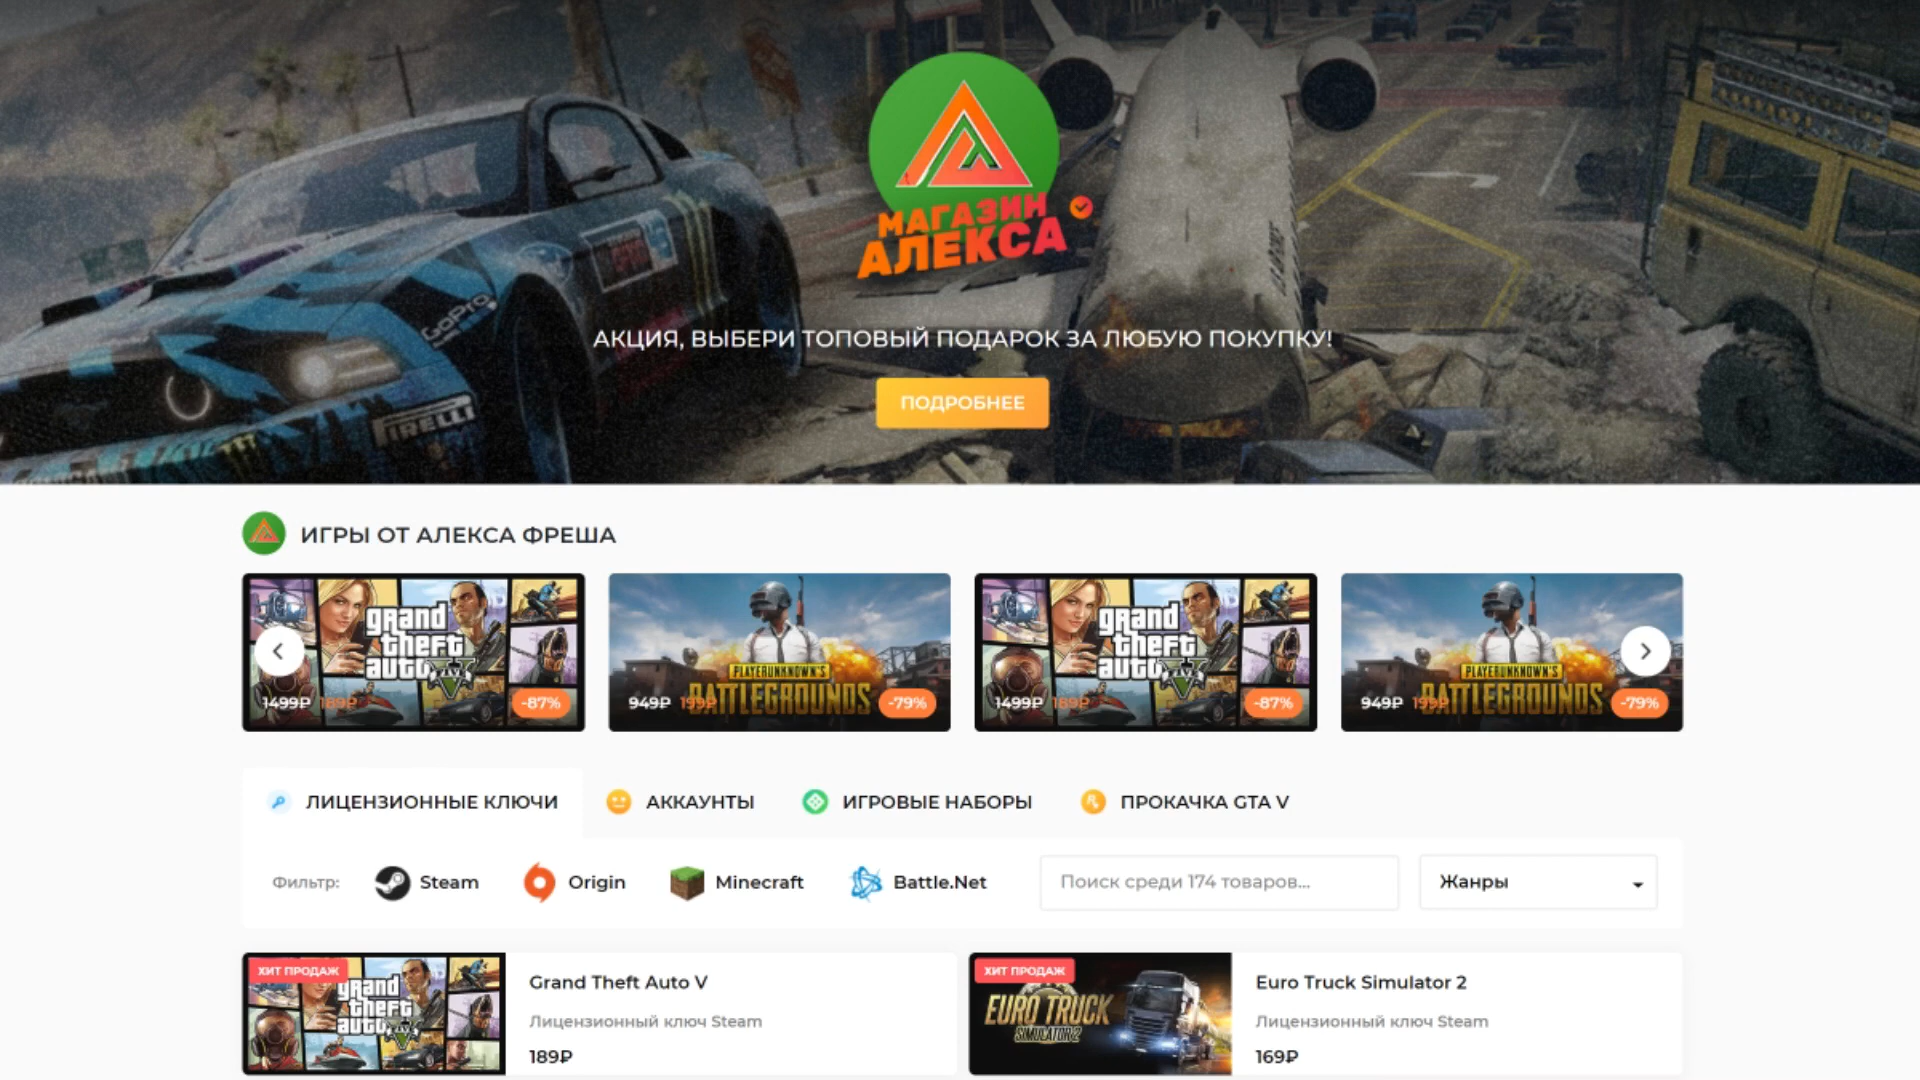 МАГАЗИН
АЛЕКСА
GoPro
PIRELLI
АКЦИЯ, ВЫБЕРИ ТОПОВЫЙ ПОДАРОК ЗА ЛЮБУЮ ПОКУПКУ!
ПОДРОБНЕЕ
ИГРЫ ОТ АЛЕКСА ФРЕША
grand
theft
auto
V
1499₽ 189₽ -87%
PLAYERUNKNOWN'S
BATTLEGROUNDS
949₽ 199₽ -79%
grand
theft
auto
V
1499₽ 189₽ -87%
PLAYERUNKNOWN'S
BATTLEGROUNDS
949₽ 199₽ -79%
ЛИЦЕНЗИОННЫЕ КЛЮЧИ АККАУНТЫ ИГРОВЫЕ НАБОРЫ ПРОКАЧКА GTA V
Фильтр: Steam Origin Minecraft Battle.Net Поиск среди 174 товаров... Жанры
ХИТ ПРОДАЖ
grand
theft
auto
V
Grand Theft Auto V
Лицензионный ключ Steam
189₽
ХИТ ПРОДАЖ
EURO TRUCK
SIMULATOR 2
Euro Truck Simulator 2
Лицензионный ключ Steam
169₽